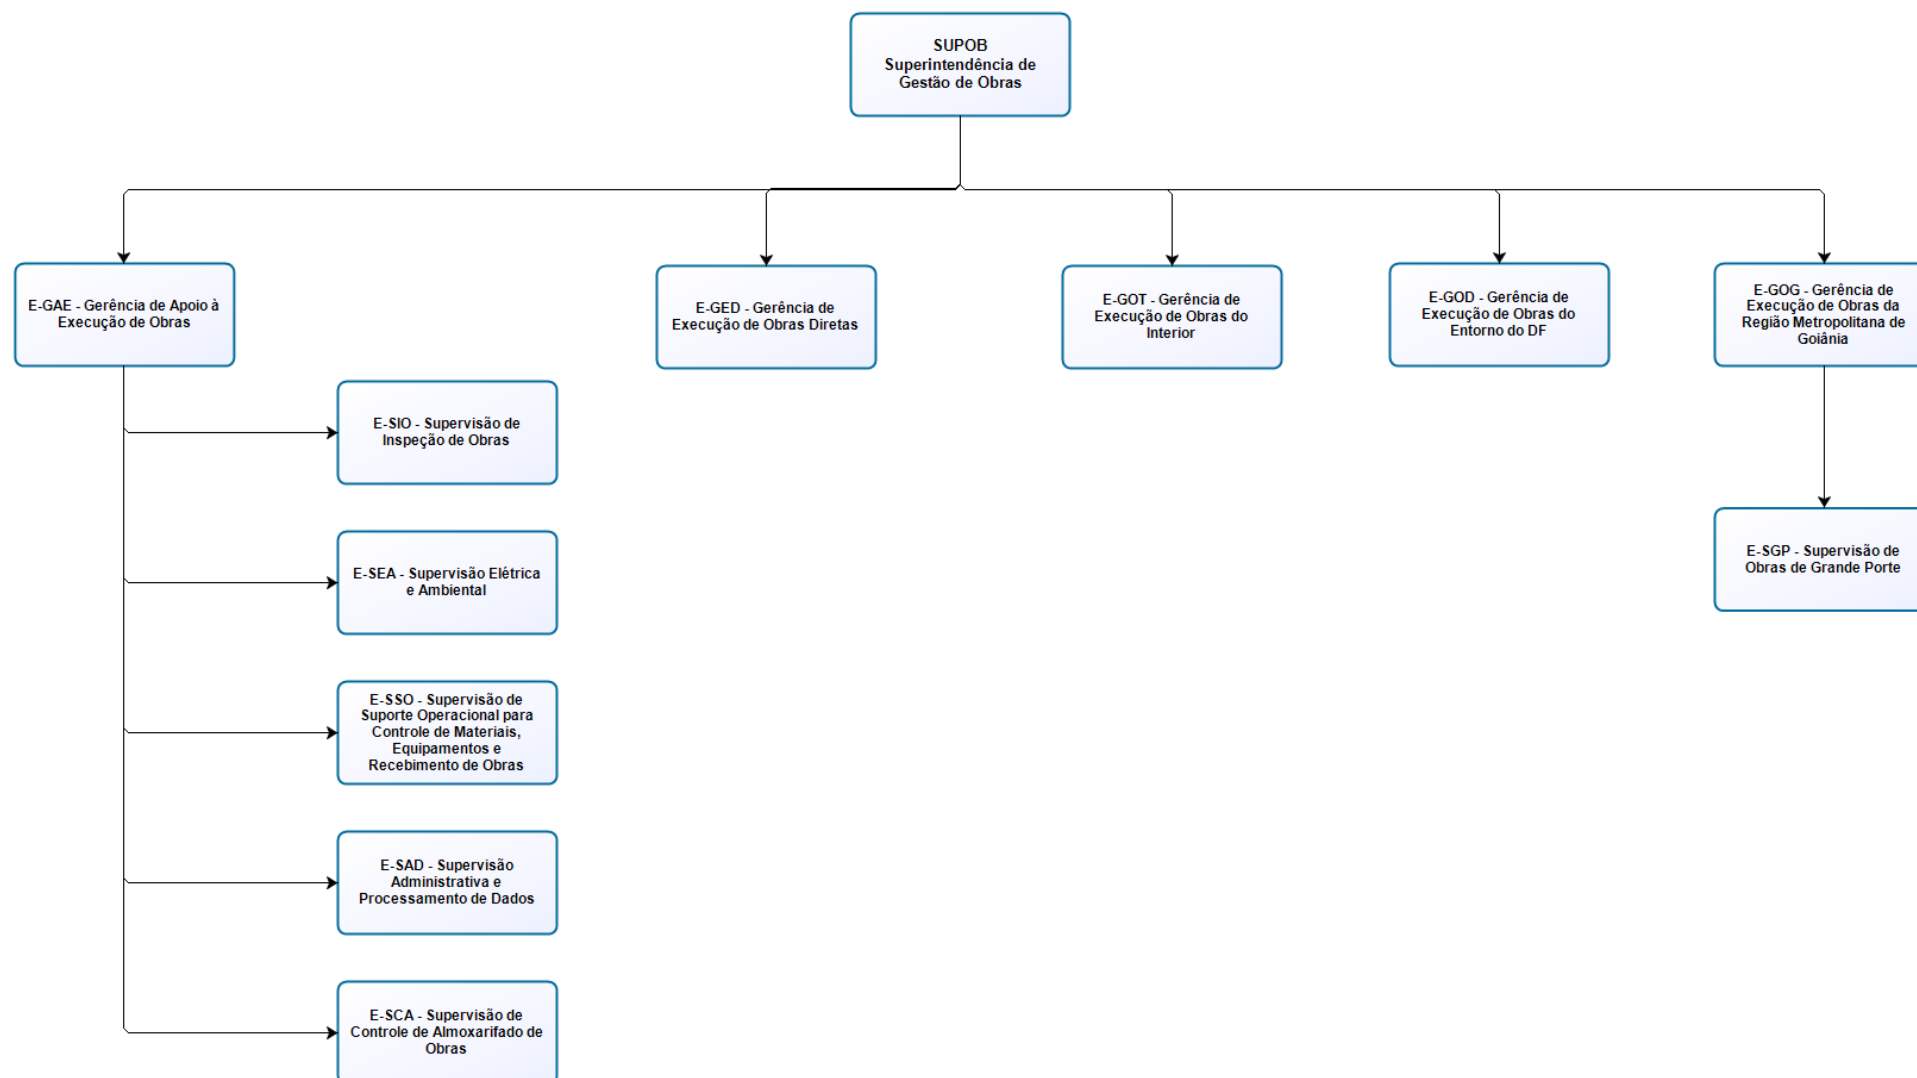 SUPOB
Superintendência de
Gestão de Obras
E-GAE - Gerência de Apoio à
Execução de Obras
E-GED - Gerência de
Execução de Obras Diretas
E-GOT - Gerência de
Execução de Obras do
Interior
E-GOD - Gerência de
Execução de Obras do
Entorno do DF
E-GOG - Gerência de
Execução de Obras da
Região Metropolitana de
Goiânia
E-SIO - Supervisão de
Inspeção de Obras
E-SEA - Supervisão Elétrica
e Ambiental
E-SGP - Supervisão de
Obras de Grande Porte
E-SSO - Supervisão de
Suporte Operacional para
Controle de Materiais,
Equipamentos e
Recebimento de Obras
E-SAD - Supervisão
Administrativa e
Processamento de Dados
E-SCA - Supervisão de
Controle de Almoxarifado de
Obras